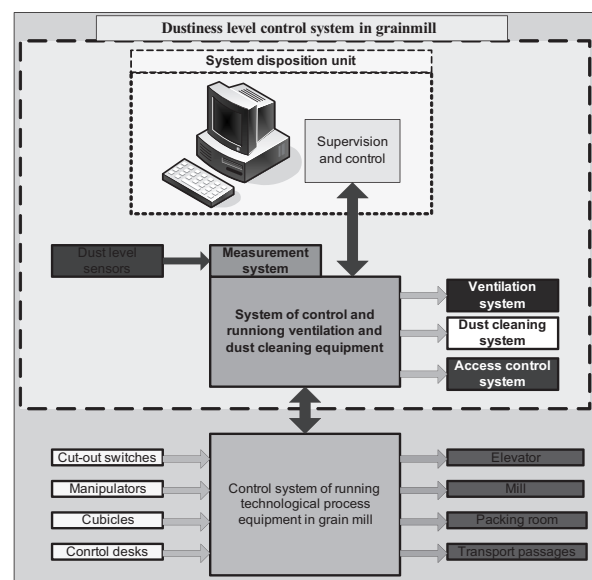 Dustiness level control system in grainmill
System disposition unit
Supervision
and control
Dust level
sensors
Measurement
system
System of control and
runniong ventilation and
dust cleaning equipment
Ventilation
system
Dust cleaning
system
Access control
system
Cut-out switches
Manipulators
Cubicles
Conrtol desks
Control system of running
technological process
equipment in grain mill
Elevator
Mill
Packing room
Transport passages